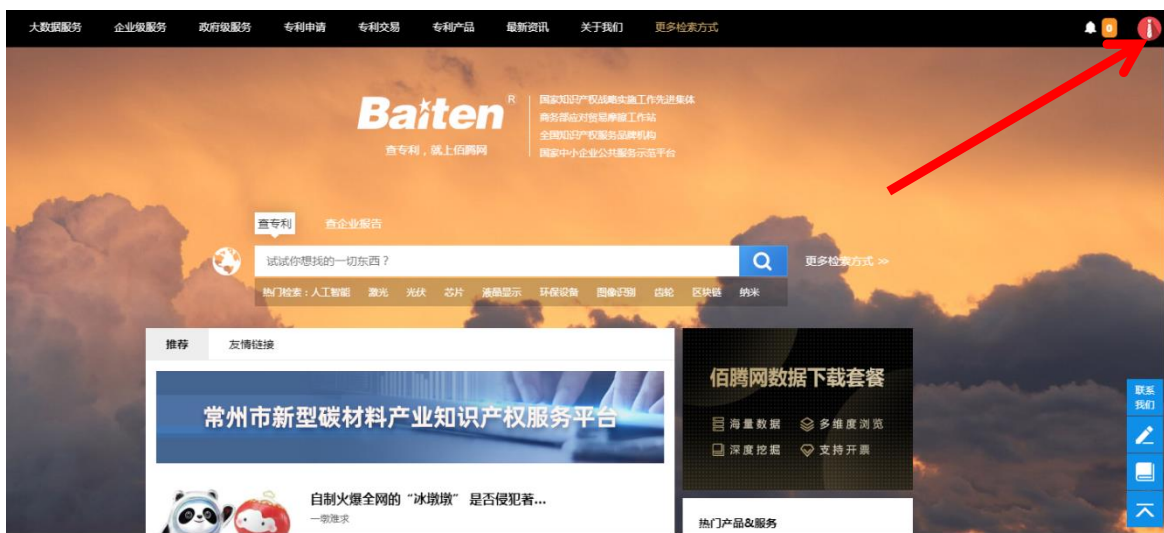 大数据服务 企业级服务 政府级服务 专利申请 专利交易 专利产品 最新资讯 关于我们 更多检索方式 0
Baiten R
查专利，就上佰腾网
国家知识产权战略实施工作先进集体
商务部应对贸易摩擦工作站
全国知识产权服务品牌机构
国家中小企业公共服务示范平台
查专利 查企业报告
试试你想找的一切东西？
更多检索方式 >>
热门检索：人工智能 激光 光伏 芯片 液晶显示 环保设备 图像识别 齿轮 区块链 纳米
推荐 友情链接
常州市新型碳材料产业知识产权服务平台
佰腾网数据下载套餐
海量数据 多维度浏览
深度挖掘 支持开票
联系
我们
自制火爆全网的“冰墩墩” 是否侵犯著...
一墩难求
热门产品&服务